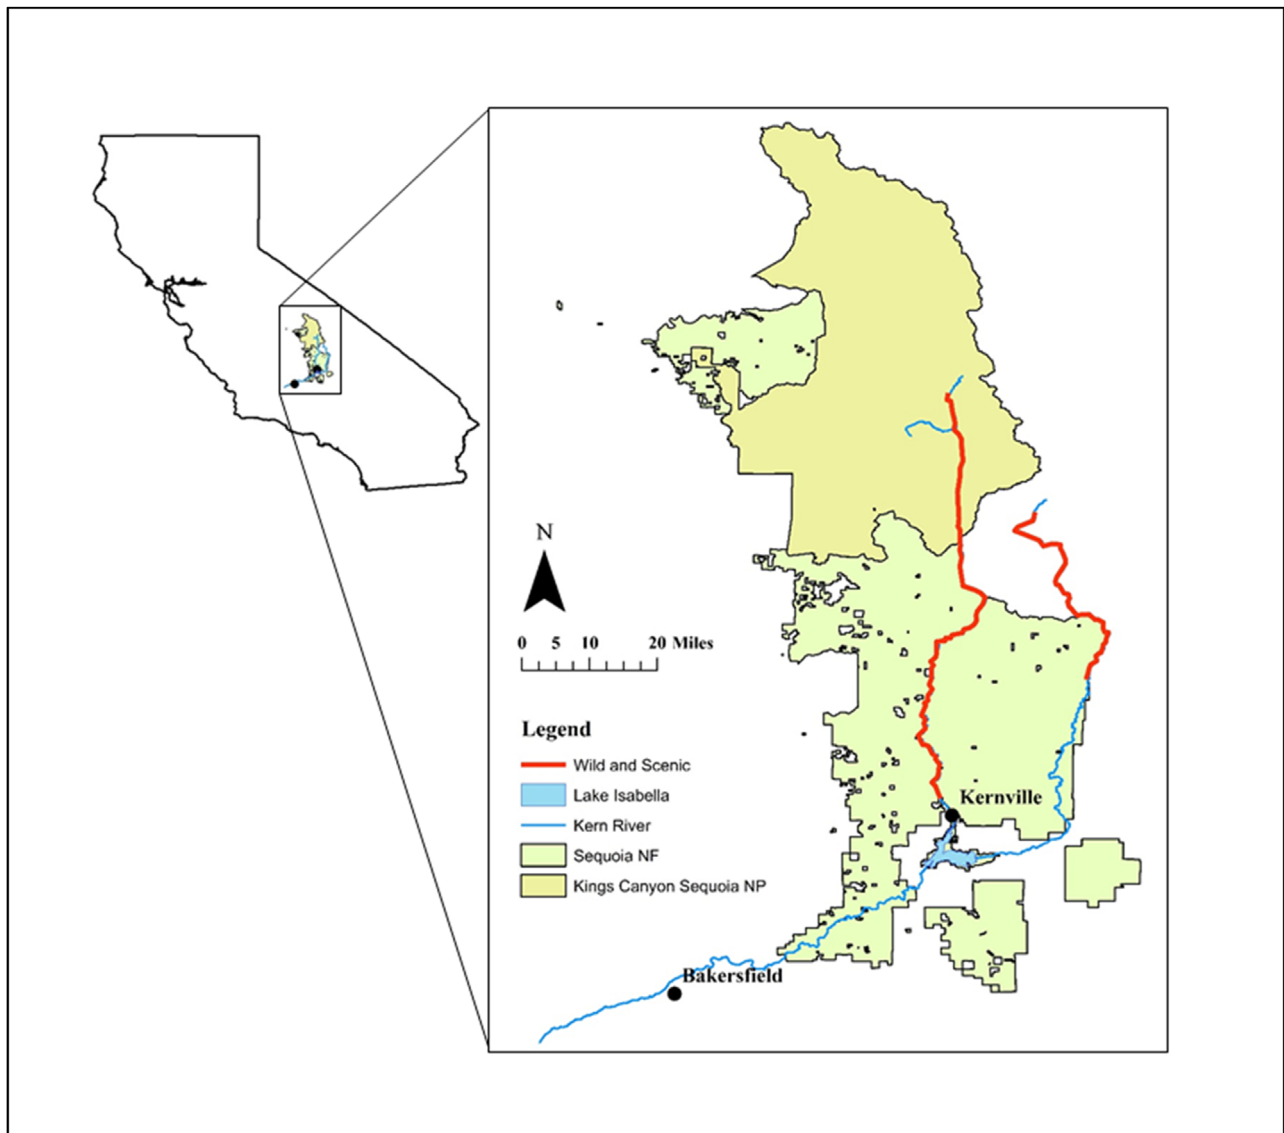 N
0 5 10 20 Miles
Legend
Wild and Scenic
Lake Isabella
Kern River
Sequoia NF
Kings Canyon Sequoia NP
Kernville
Bakersfield